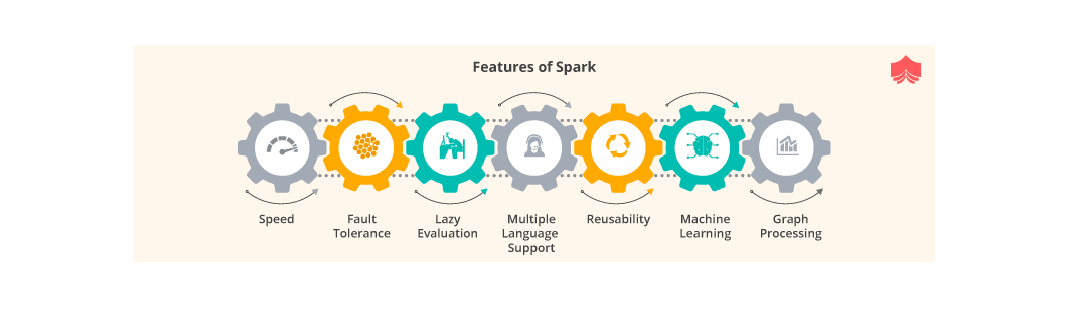 Features of Spark
Speed
Fault
Tolerance
Lazy
Evaluation
Multiple
Language
Support
Reusability
Machine
Learning
Graph
Processing